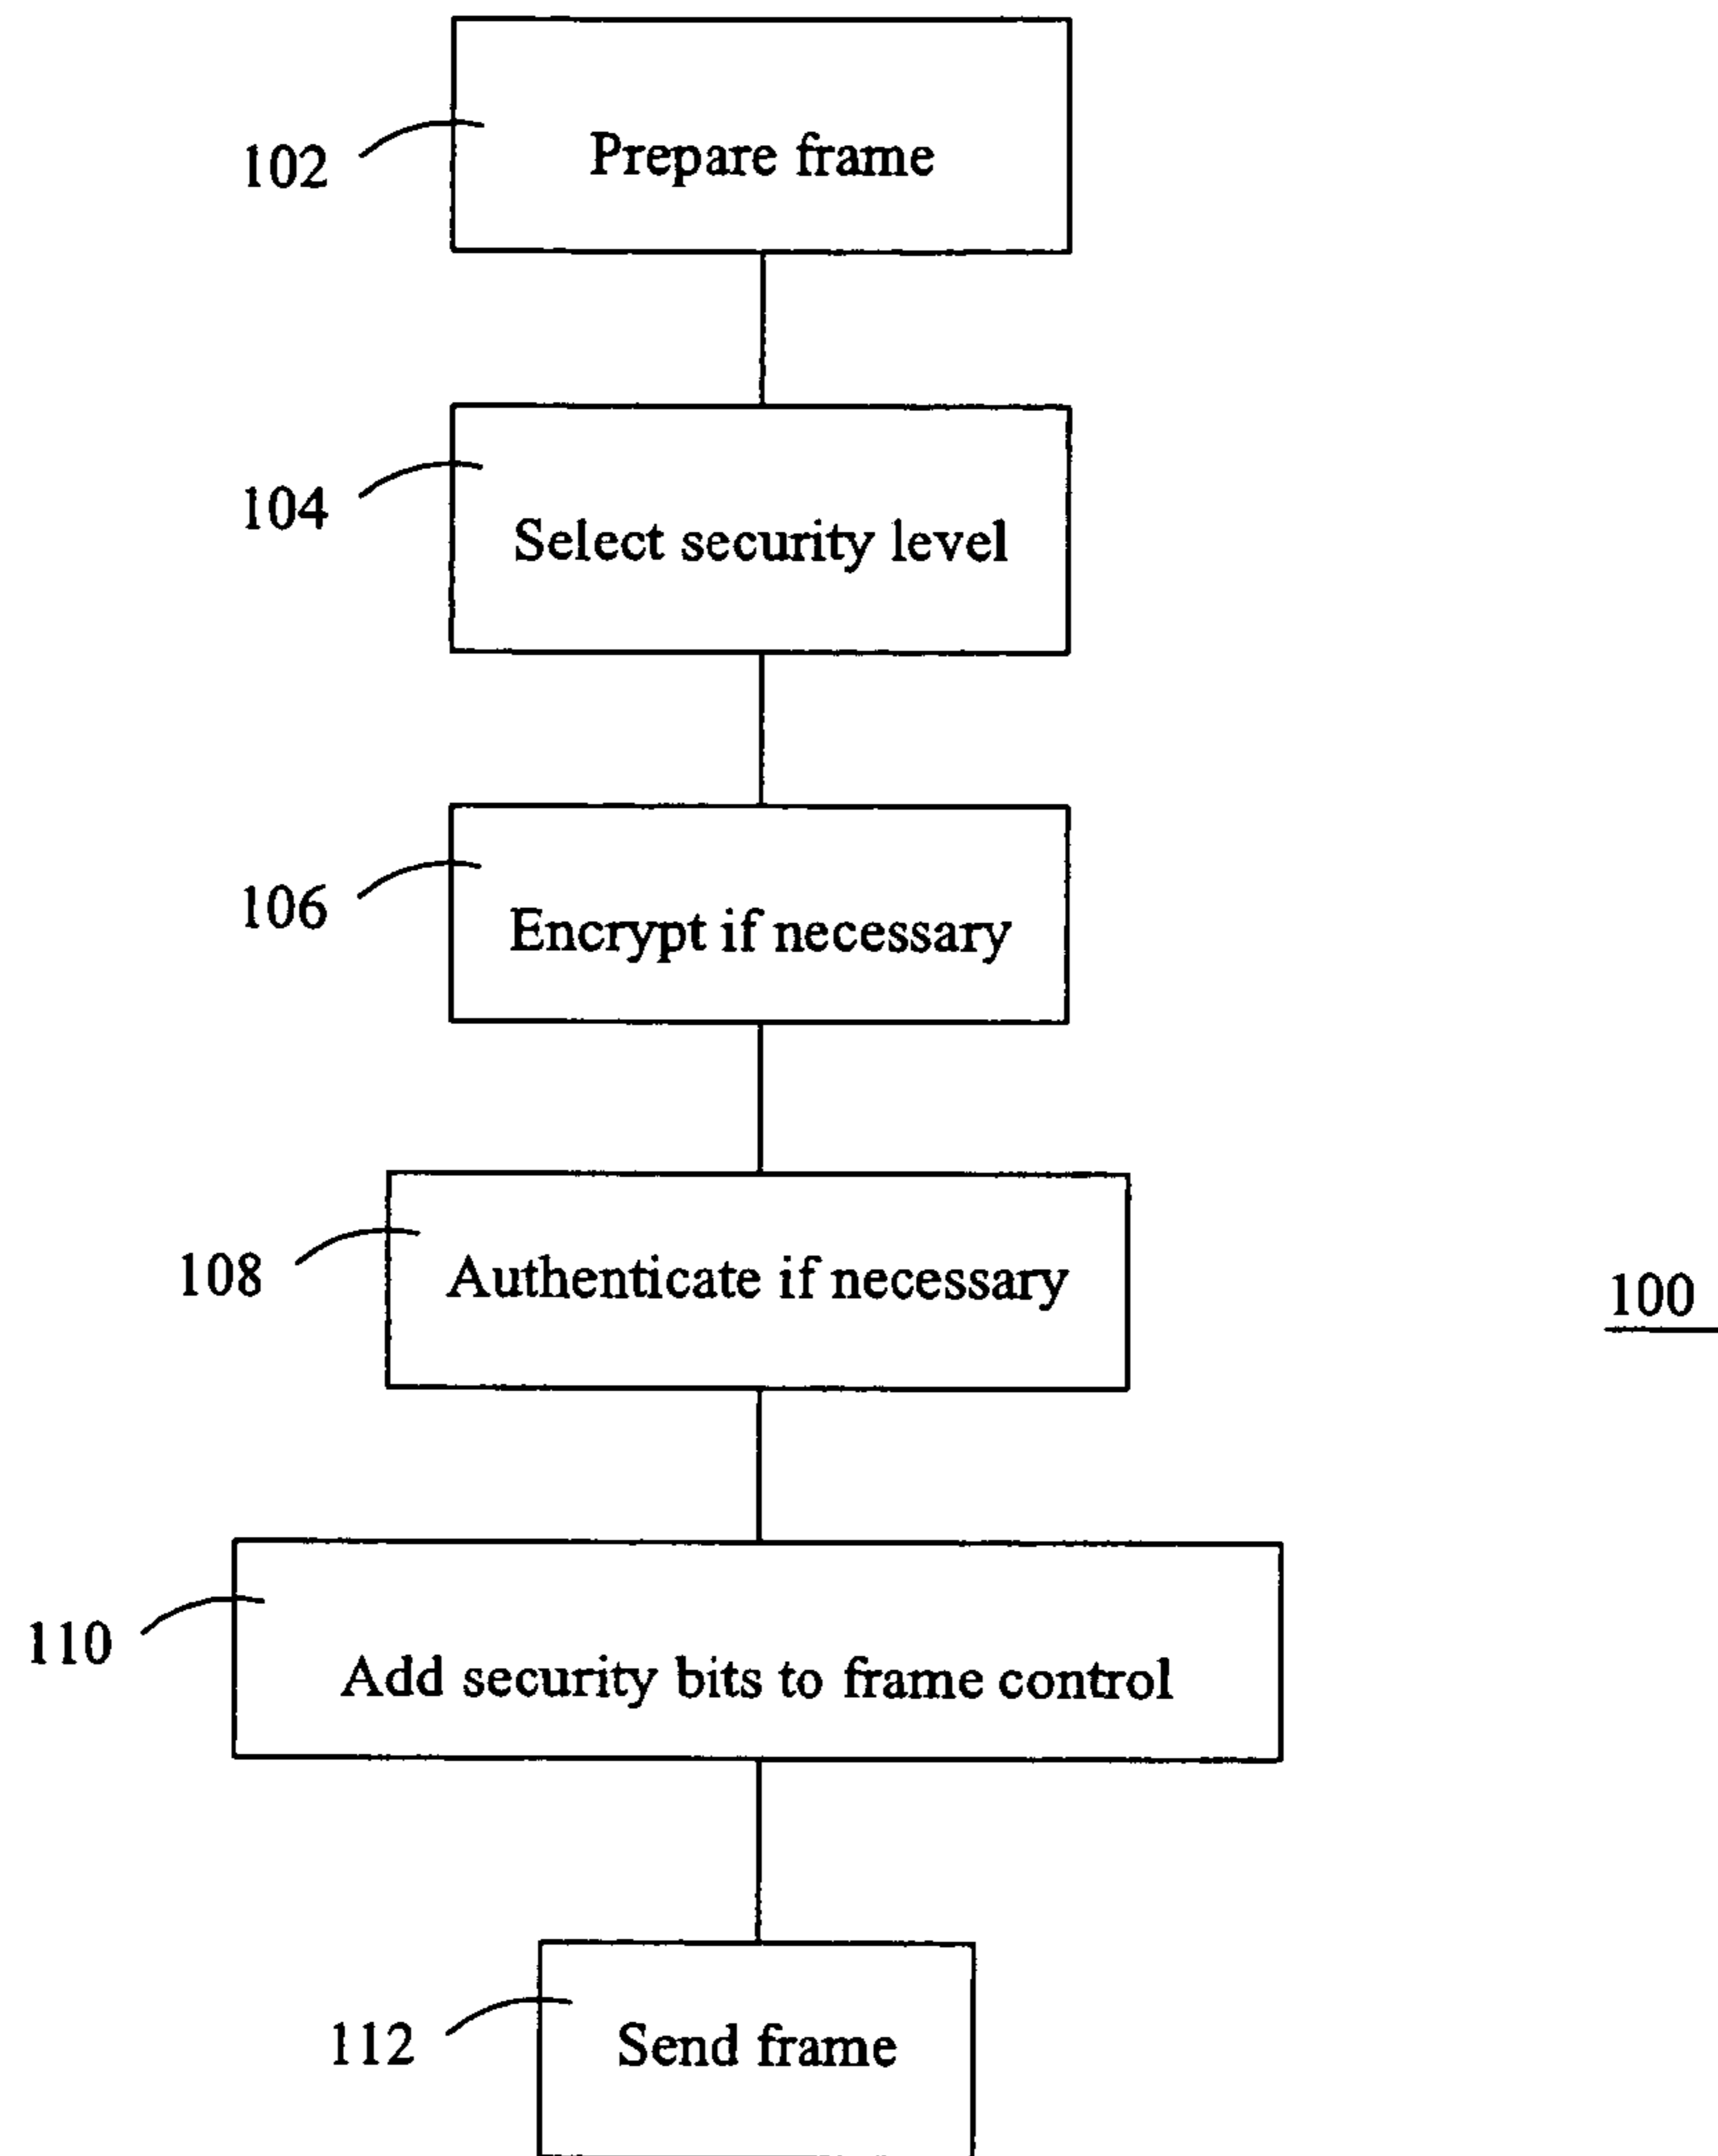 102
Prepare frame
104
Select security level
106
Encrypt if necessary
108
Authenticate if necessary
100
110
Add security bits to frame control
112
Send frame